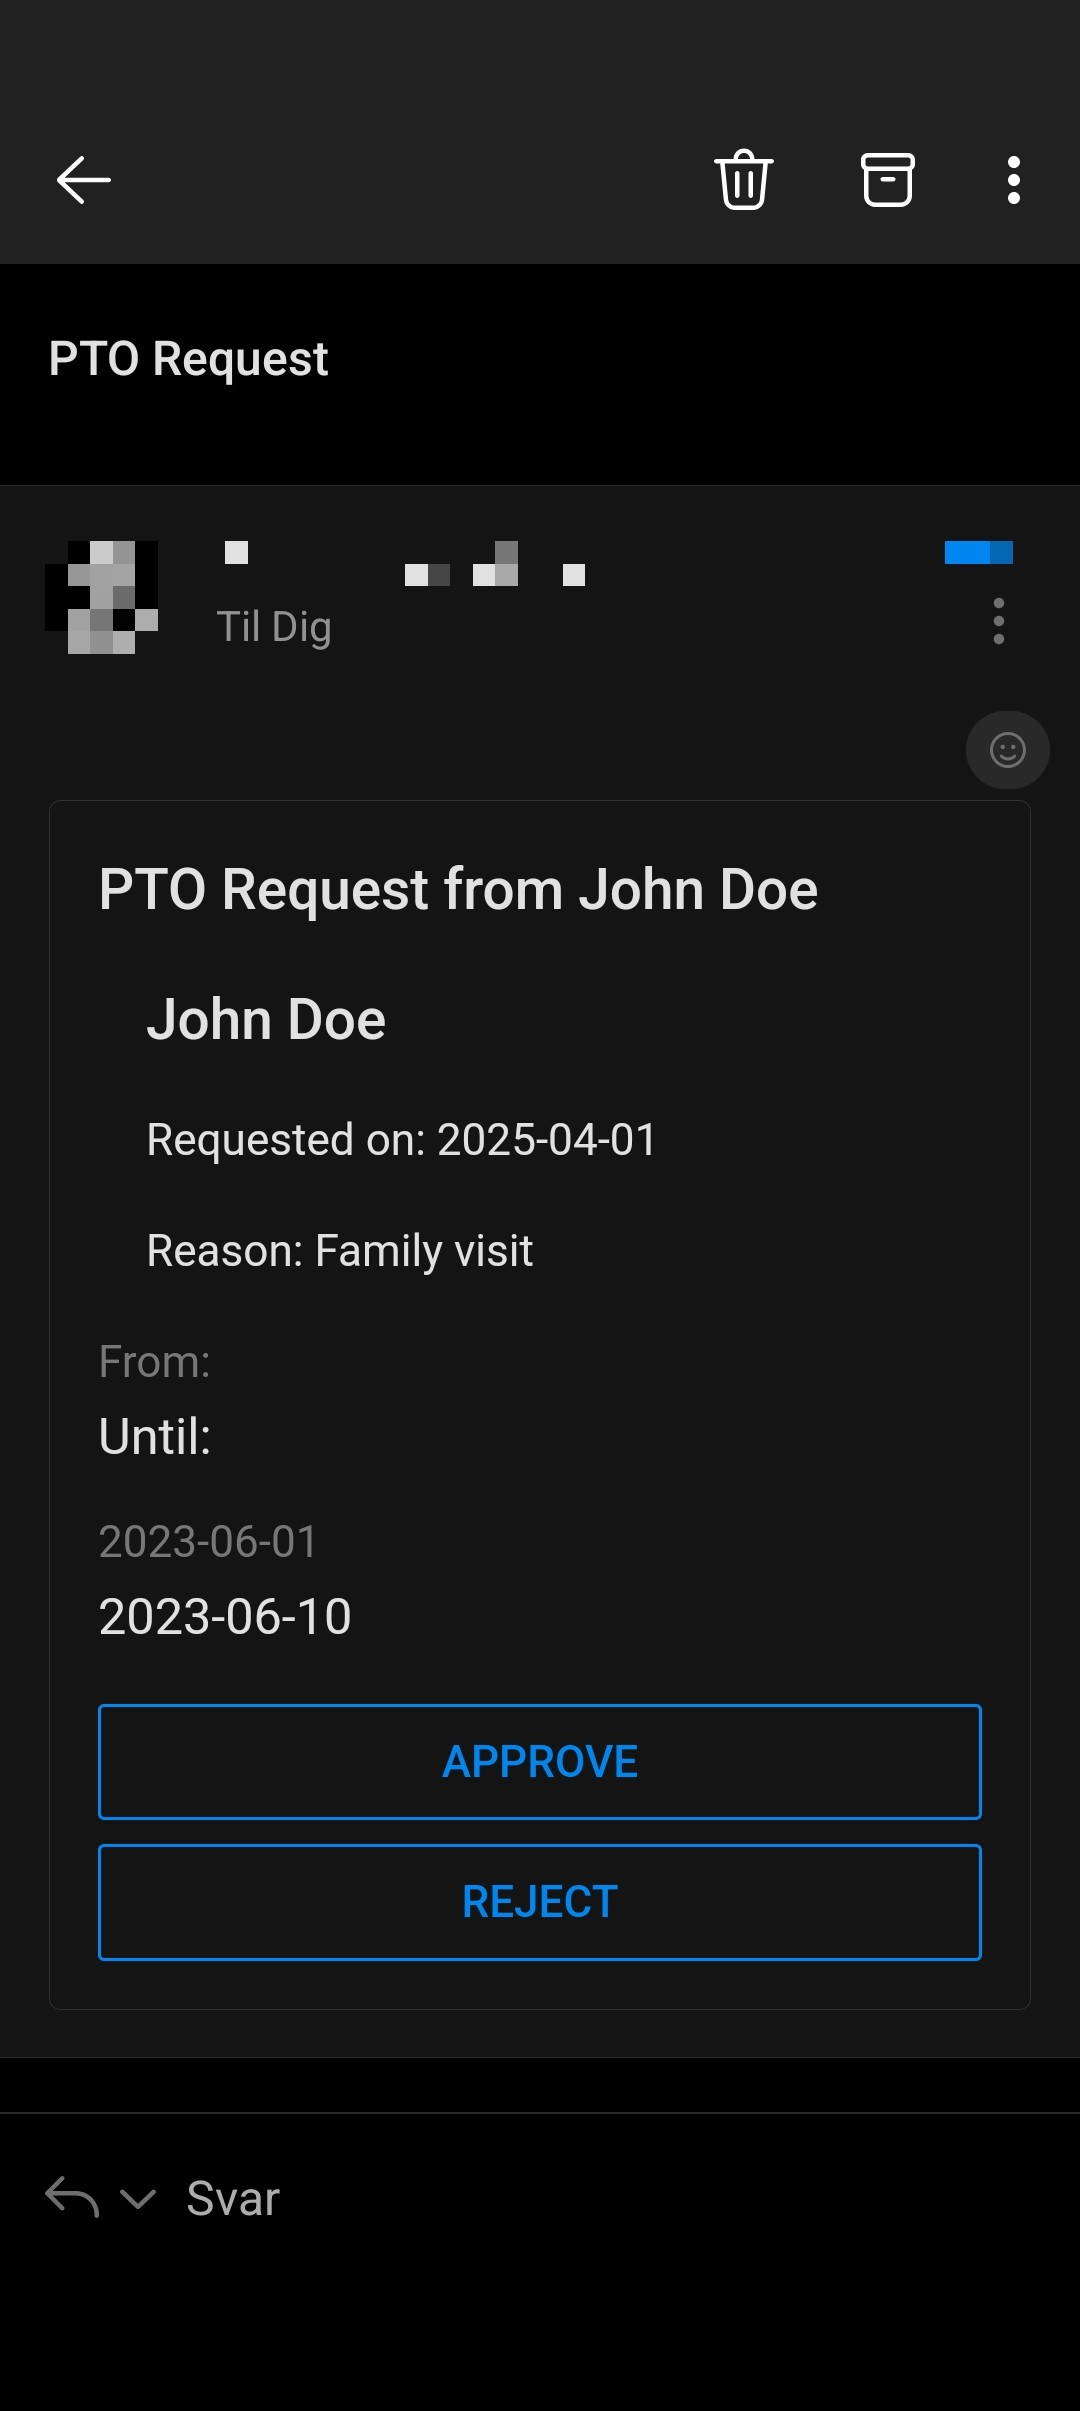 PTO Request
Til Dig
PTO Request from John Doe
John Doe
Requested on: 2025-04-01
Reason: Family visit
From:
Until:
2023-06-01
2023-06-10
APPROVE
REJECT
Svar